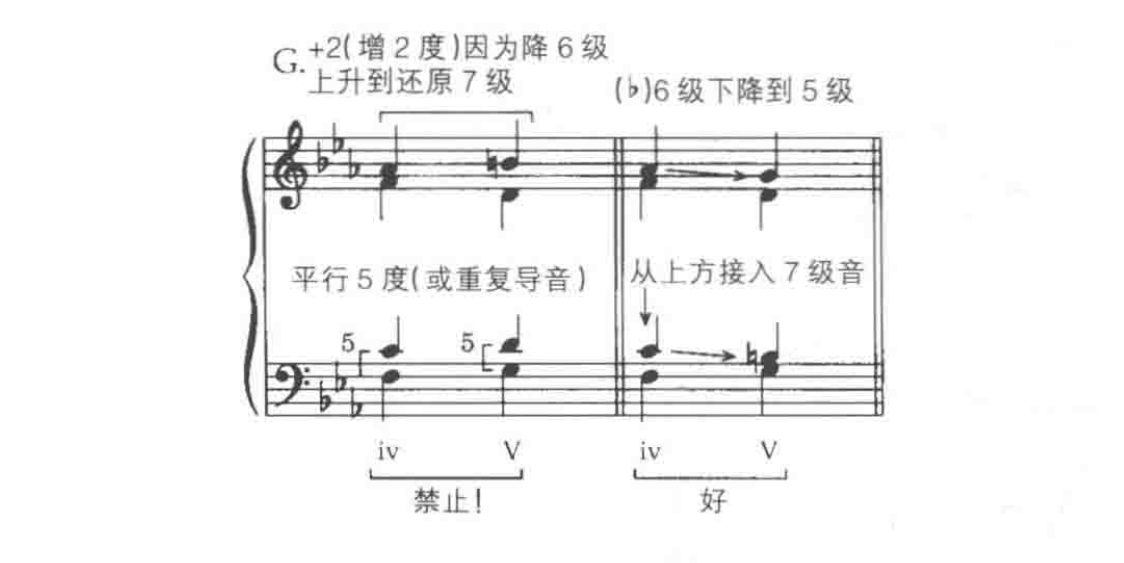 G. +2(增2度)因为降6级
上升到还原7级
(♭)6级下降到5级
平行5度(或重复导音)
从上方接入7级音
5 5
iv V iv V
禁止! 好